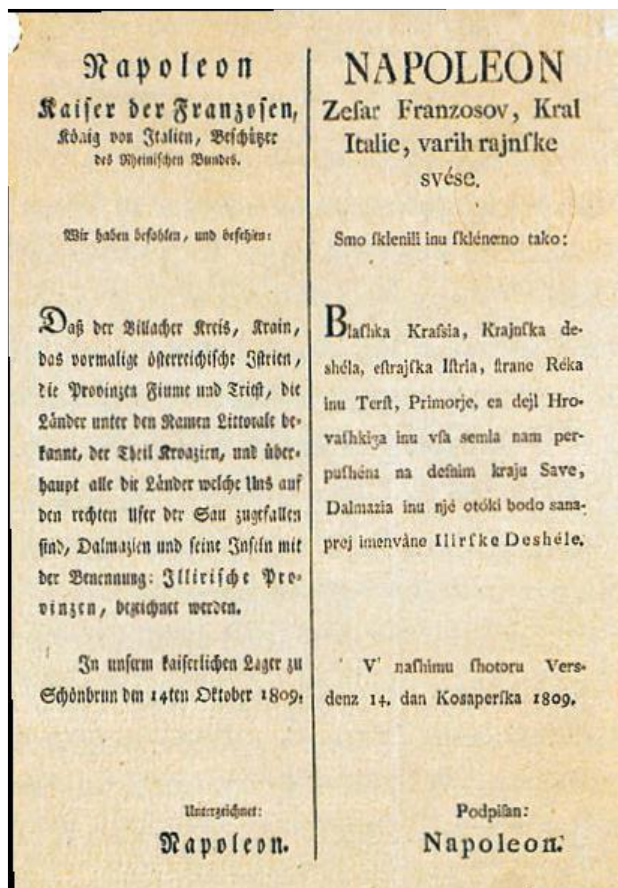 Napoleon
Kaiser der Franzosen,
König von Italien, Beschützer
des Rheinischen Bundes.
Wir haben befohlen, und befehlen:
Daß der Villacher Kreis, Krain,
das vormalige österreichische Istrien,
die Provinzen Fiume und Triest, die
Länder unter den Namen Littorale be-
kannt, der Theil Kroazien, und über-
haupt alle die Länder welche Uns auf
den rechten Ufer der Sau zugefallen
sind, Dalmazien und seine Inseln mit
der Benennung: Illirische Pro-
vinzen, bezeichnet werden.
In unserm kaiserlichen Lager zu
Schönbrun den 14ten Oktober 1809.
Unterzeichnet:
Napoleon.
NAPOLEON
Zeſar Franzosov, Kral
Italie, varih rajnſke
svése.
Smo ſklenili inu ſklénemo tako:
Blaſhka Kraſsia, Krajnſka de-
shéla, eſtrajſka Iſtria, ſtrane Réka
inu Terſt, Primorje, en dejl Hro-
vaſhkiga inu vſa semla nam per-
puſhéna na deſnim kraju Save,
Dalmazia inu njé otóki bodo sana-
prej imenváne Ilirſke Deshéle.
V' naſhimu ſhotoru Vers-
denz 14. dan Kosaperſka 1809.
Podpiſan:
Napoleon.